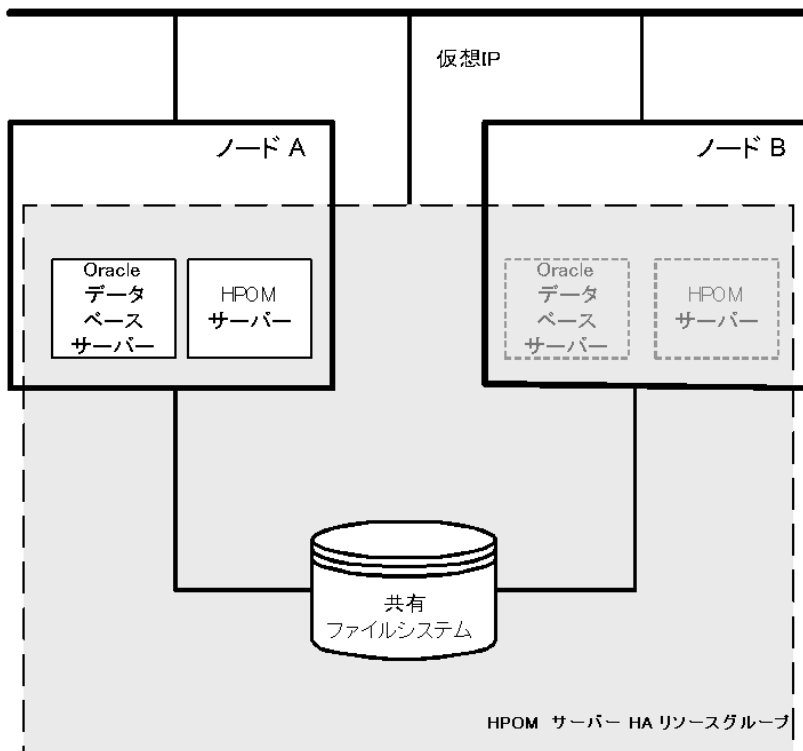 仮想IP
ノード A
ノード B
Oracle
データ
ベース
サーバー
HPOM
サーバー
Oracle
データ
ベース
サーバー
HPOM
サーバー
共有
ファイルシステム
HPOM サーバー HA リソースグループ